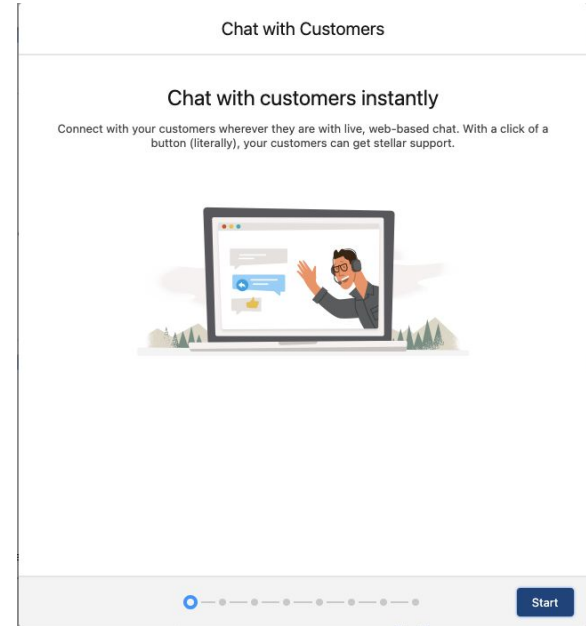 Chat with Customers
Chat with customers instantly
Connect with your customers wherever they are with live, web-based chat. With a click of a
button (literally), your customers can get stellar support.
Start